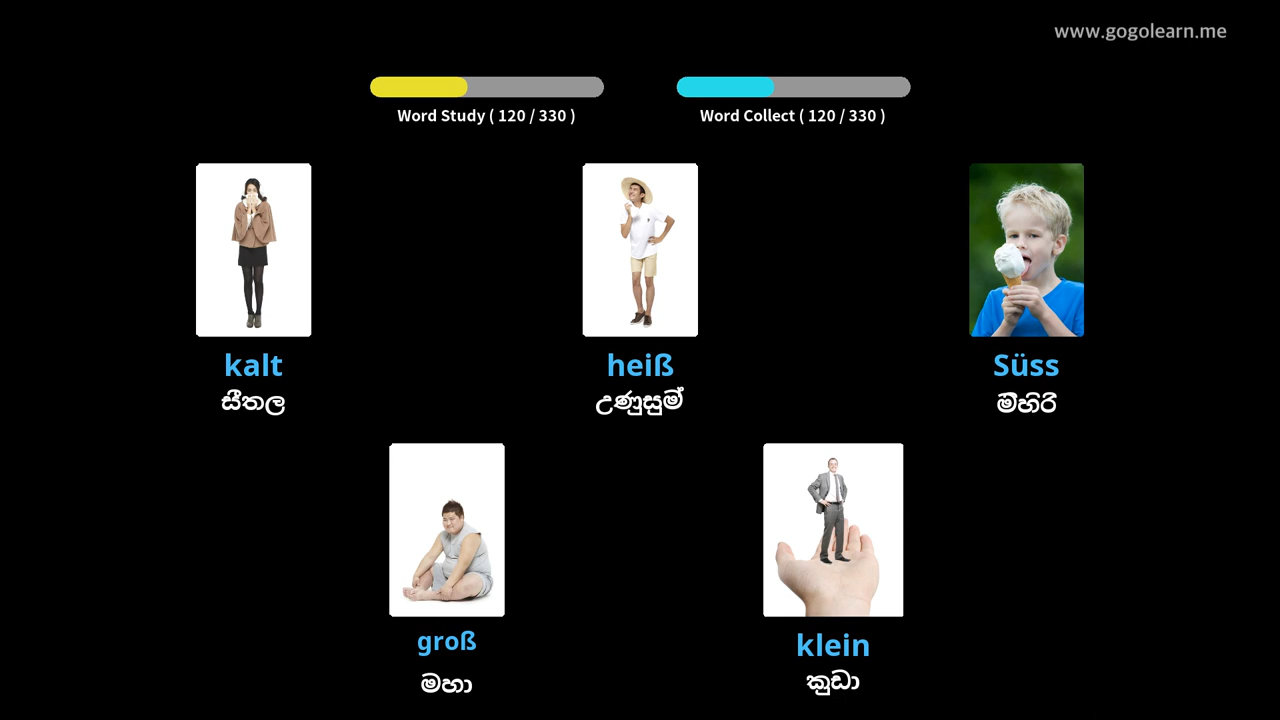 www.gogolearn.me
Word Study ( 120 / 330 )
Word Collect ( 120 / 330 )
kalt
සීතල
heiß
උණුසුම්
Süss
මිහිරි
groß
මහා
klein
කුඩා